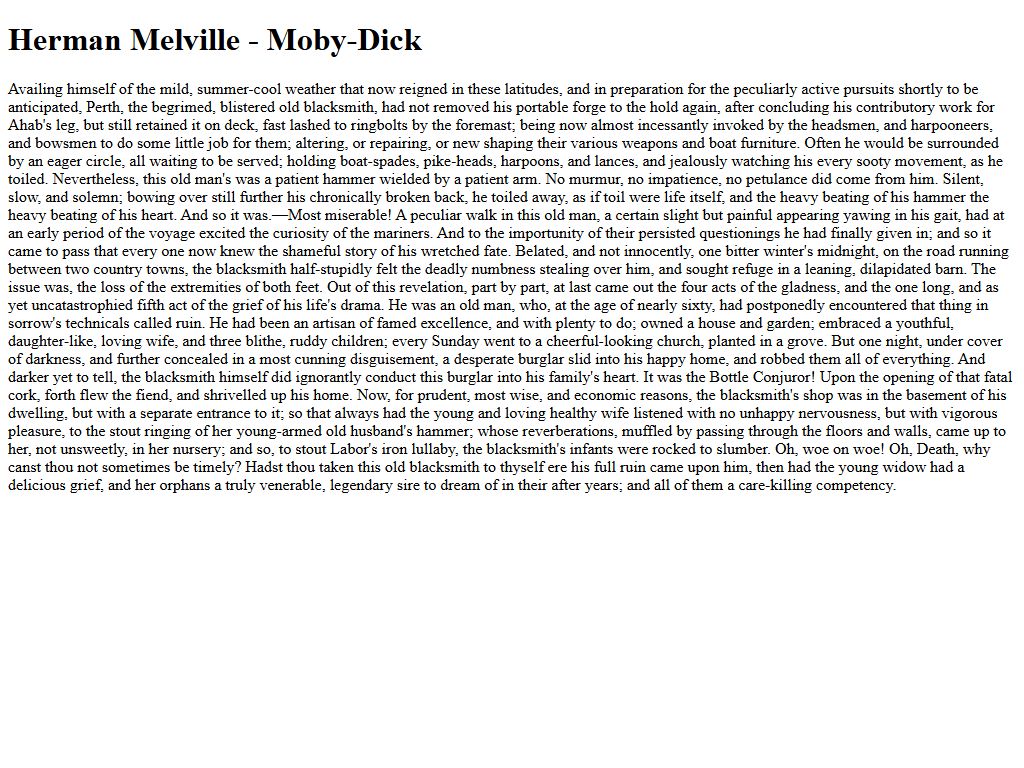 Herman Melville - Moby-Dick
Availing himself of the mild, summer-cool weather that now reigned in these latitudes, and in preparation for the peculiarly active pursuits shortly to be
anticipated, Perth, the begrimed, blistered old blacksmith, had not removed his portable forge to the hold again, after concluding his contributory work for
Ahab's leg, but still retained it on deck, fast lashed to ringbolts by the foremast; being now almost incessantly invoked by the headsmen, and harpooneers,
and bowsmen to do some little job for them; altering, or repairing, or new shaping their various weapons and boat furniture. Often he would be surrounded
by an eager circle, all waiting to be served; holding boat-spades, pike-heads, harpoons, and lances, and jealously watching his every sooty movement, as he
toiled. Nevertheless, this old man's was a patient hammer wielded by a patient arm. No murmur, no impatience, no petulance did come from him. Silent,
slow, and solemn; bowing over still further his chronically broken back, he toiled away, as if toil were life itself, and the heavy beating of his hammer the
heavy beating of his heart. And so it was.—Most miserable! A peculiar walk in this old man, a certain slight but painful appearing yawing in his gait, had at
an early period of the voyage excited the curiosity of the mariners. And to the importunity of their persisted questionings he had finally given in; and so it
came to pass that every one now knew the shameful story of his wretched fate. Belated, and not innocently, one bitter winter's midnight, on the road running
between two country towns, the blacksmith half-stupidly felt the deadly numbness stealing over him, and sought refuge in a leaning, dilapidated barn. The
issue was, the loss of the extremities of both feet. Out of this revelation, part by part, at last came out the four acts of the gladness, and the one long, and as
yet uncatastrophied fifth act of the grief of his life's drama. He was an old man, who, at the age of nearly sixty, had postponedly encountered that thing in
sorrow's technicals called ruin. He had been an artisan of famed excellence, and with plenty to do; owned a house and garden; embraced a youthful,
daughter-like, loving wife, and three blithe, ruddy children; every Sunday went to a cheerful-looking church, planted in a grove. But one night, under cover
of darkness, and further concealed in a most cunning disguisement, a desperate burglar slid into his happy home, and robbed them all of everything. And
darker yet to tell, the blacksmith himself did ignorantly conduct this burglar into his family's heart. It was the Bottle Conjuror! Upon the opening of that fatal
cork, forth flew the fiend, and shrivelled up his home. Now, for prudent, most wise, and economic reasons, the blacksmith's shop was in the basement of his
dwelling, but with a separate entrance to it; so that always had the young and loving healthy wife listened with no unhappy nervousness, but with vigorous
pleasure, to the stout ringing of her young-armed old husband's hammer; whose reverberations, muffled by passing through the floors and walls, came up to
her, not unsweetly, in her nursery; and so, to stout Labor's iron lullaby, the blacksmith's infants were rocked to slumber. Oh, woe on woe! Oh, Death, why
canst thou not sometimes be timely? Hadst thou taken this old blacksmith to thyself ere his full ruin came upon him, then had the young widow had a
delicious grief, and her orphans a truly venerable, legendary sire to dream of in their after years; and all of them a care-killing competency.